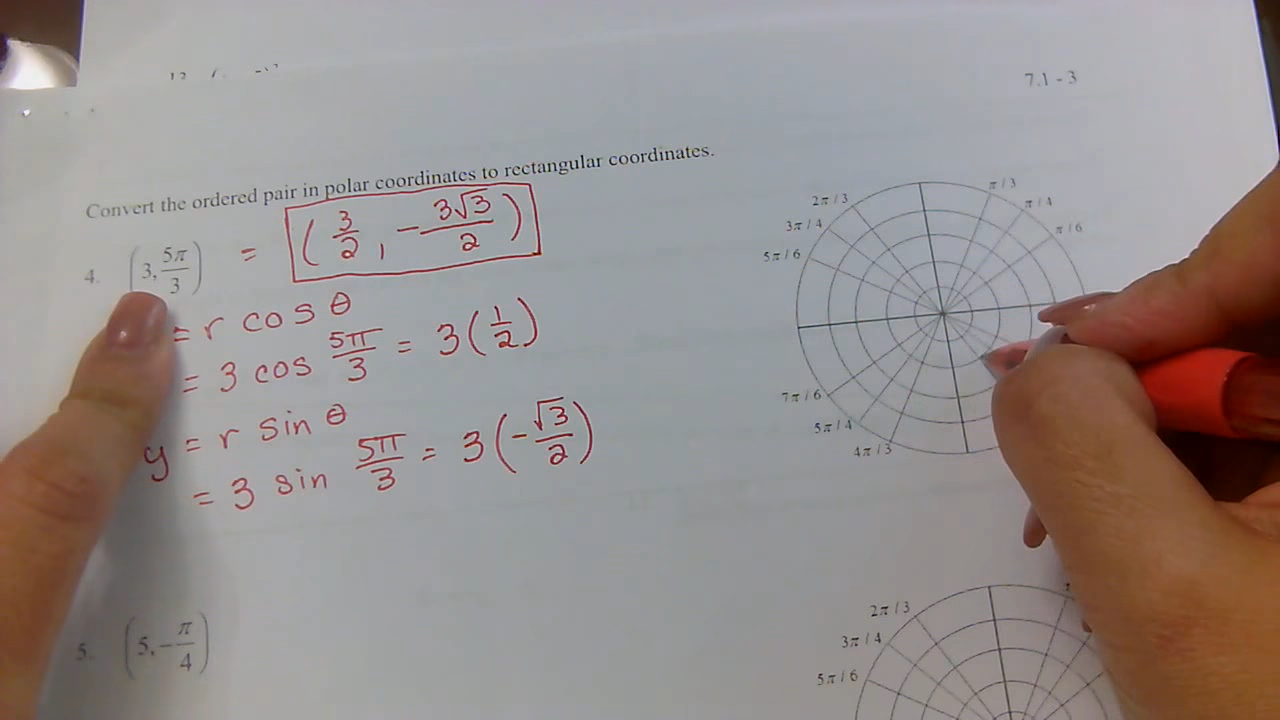 7.1 - 3
Convert the ordered pair in polar coordinates to rectangular coordinates.
4. (3, 5π/3) = (3/2, -3√3/2)
= r cos θ
= 3 cos 5π/3 = 3(1/2)
y = r sin θ
= 3 sin 5π/3 = 3(-√3/2)
5. (5, -π/4)
2π / 3
3π / 4
5π / 6
π / 3
π / 4
π / 6
7π / 6
5π / 4
4π / 3
2π / 3
3π / 4
5π / 6